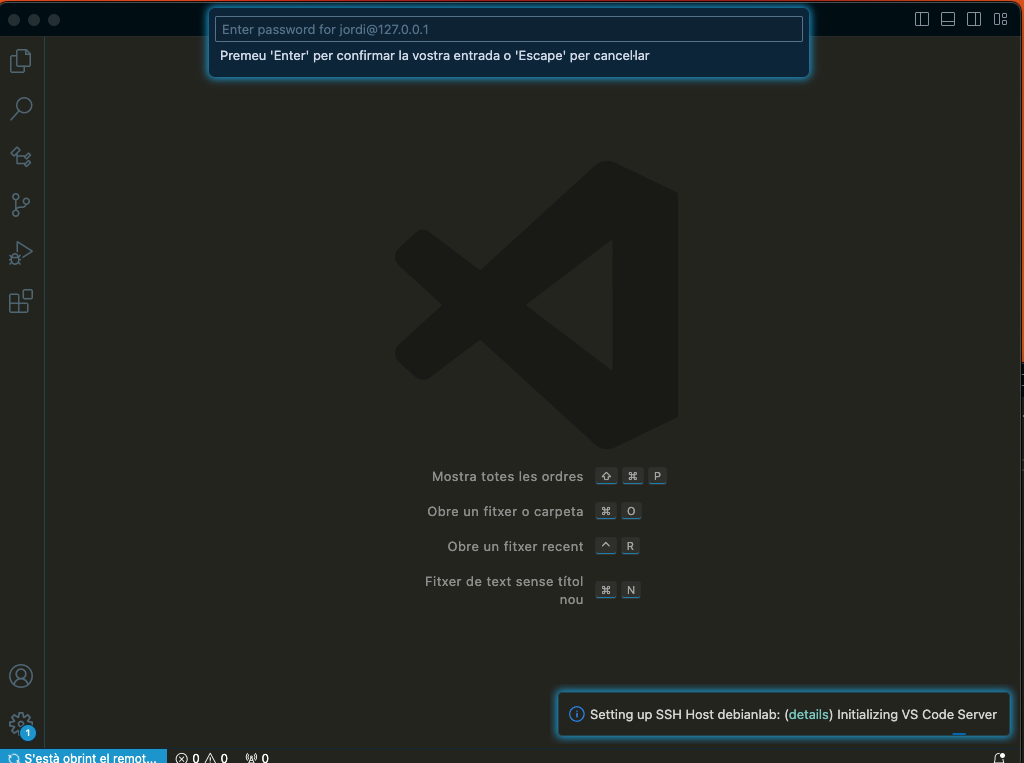 Enter password for jordi@127.0.0.1
Premeu 'Enter' per confirmar la vostra entrada o 'Escape' per cancel·lar
Mostra totes les ordres ⇧ ⌘ P
Obre un fitxer o carpeta ⌘ O
Obre un fitxer recent ^ R
Fitxer de text sense títol
nou ⌘ N
Setting up SSH Host debianlab: (details) Initializing VS Code Server
1
S'està obrint el remot... 0 0 0